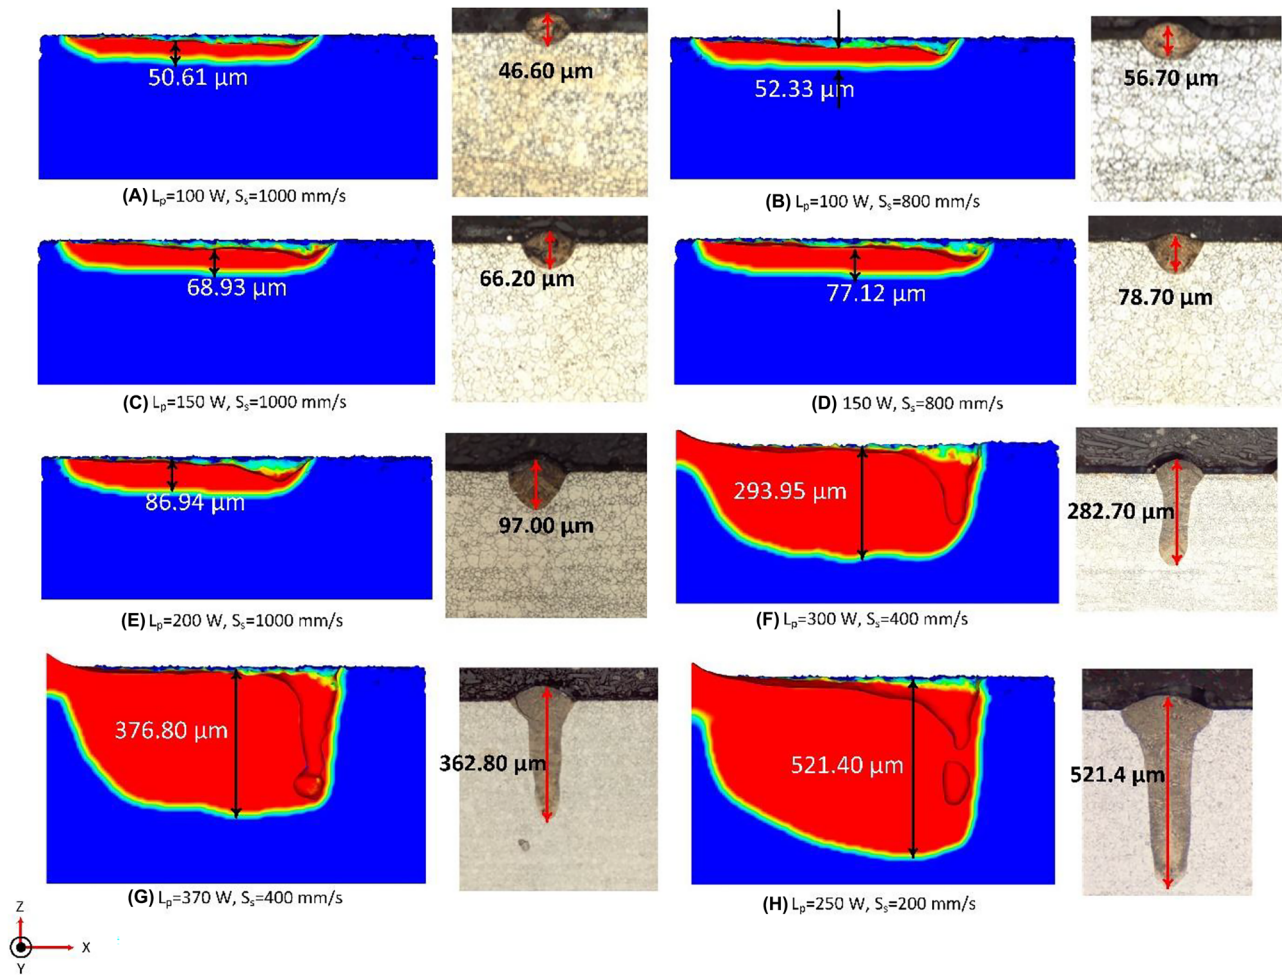 50.61 μm
46.60 μm
52.33 μm
56.70 μm
(A) Lp=100 W, Ss=1000 mm/s
(B) Lp=100 W, Ss=800 mm/s
68.93 μm
66.20 μm
77.12 μm
78.70 μm
(C) Lp=150 W, Ss=1000 mm/s
(D) 150 W, Ss=800 mm/s
86.94 μm
97.00 μm
293.95 μm
282.70 μm
(E) Lp=200 W, Ss=1000 mm/s
(F) Lp=300 W, Ss=400 mm/s
376.80 μm
362.80 μm
521.40 μm
521.4 μm
(G) Lp=370 W, Ss=400 mm/s
(H) Lp=250 W, Ss=200 mm/s
Z
X
Y